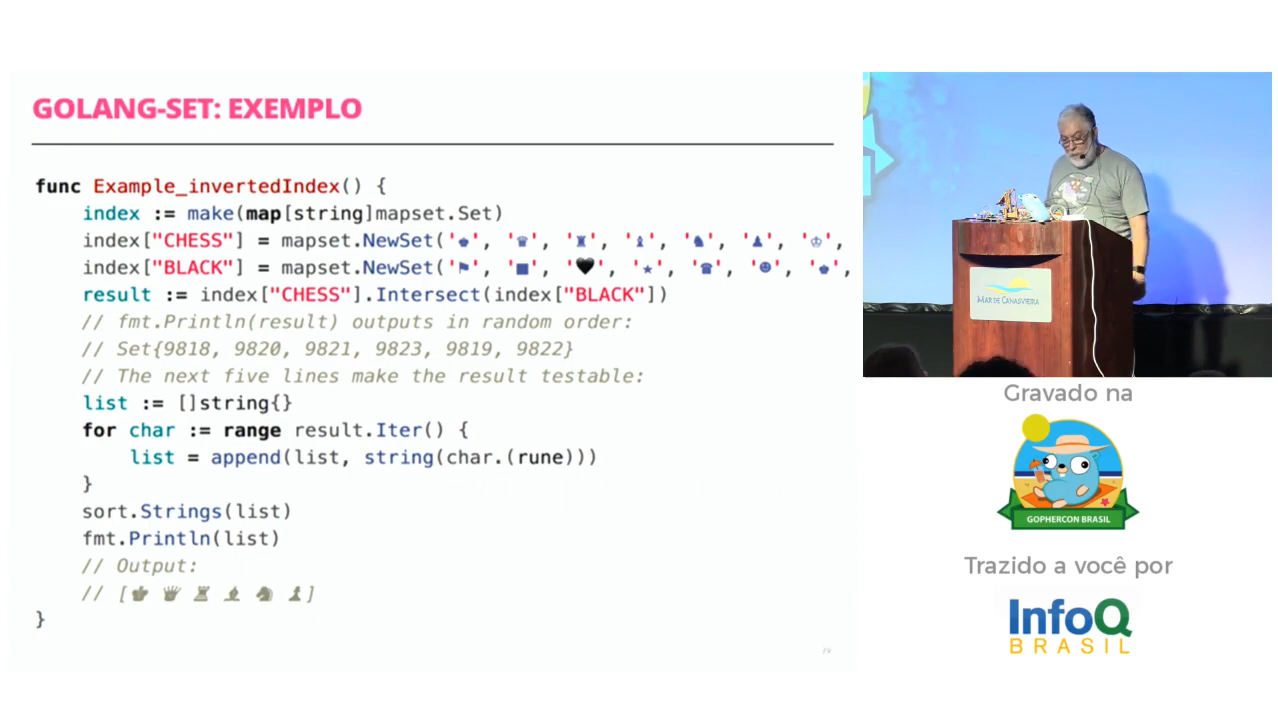 GOLANG-SET: EXEMPLO
func Example_invertedIndex() {
index := make(map[string]mapset.Set)
index["CHESS"] = mapset.NewSet('♚', '♛', '♜', '♝', '♞', '♟', '♔',
index["BLACK"] = mapset.NewSet('⚑', '■', '🖤', '★', '☎', '☻', '♚',
result := index["CHESS"].Intersect(index["BLACK"])
// fmt.Println(result) outputs in random order:
// Set{9818, 9820, 9821, 9823, 9819, 9822}
// The next five lines make the result testable:
list := []string{}
for char := range result.Iter() {
list = append(list, string(char.(rune)))
}
sort.Strings(list)
fmt.Println(list)
// Output:
// [♚ ♛ ♜ ♝ ♞ ♟]
}
MAR DE CANASVIEIRA
Gravado na
GOPHERCON BRASIL
Trazido a você por
InfoQ
BRASIL